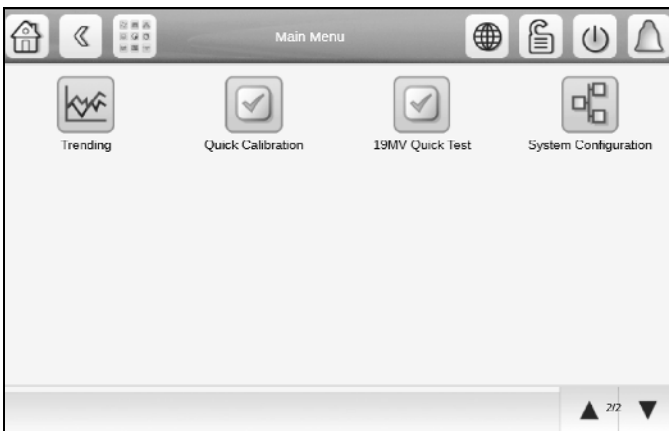 Main Menu
Trending
Quick Calibration
19MV Quick Test
System Configuration
2/2